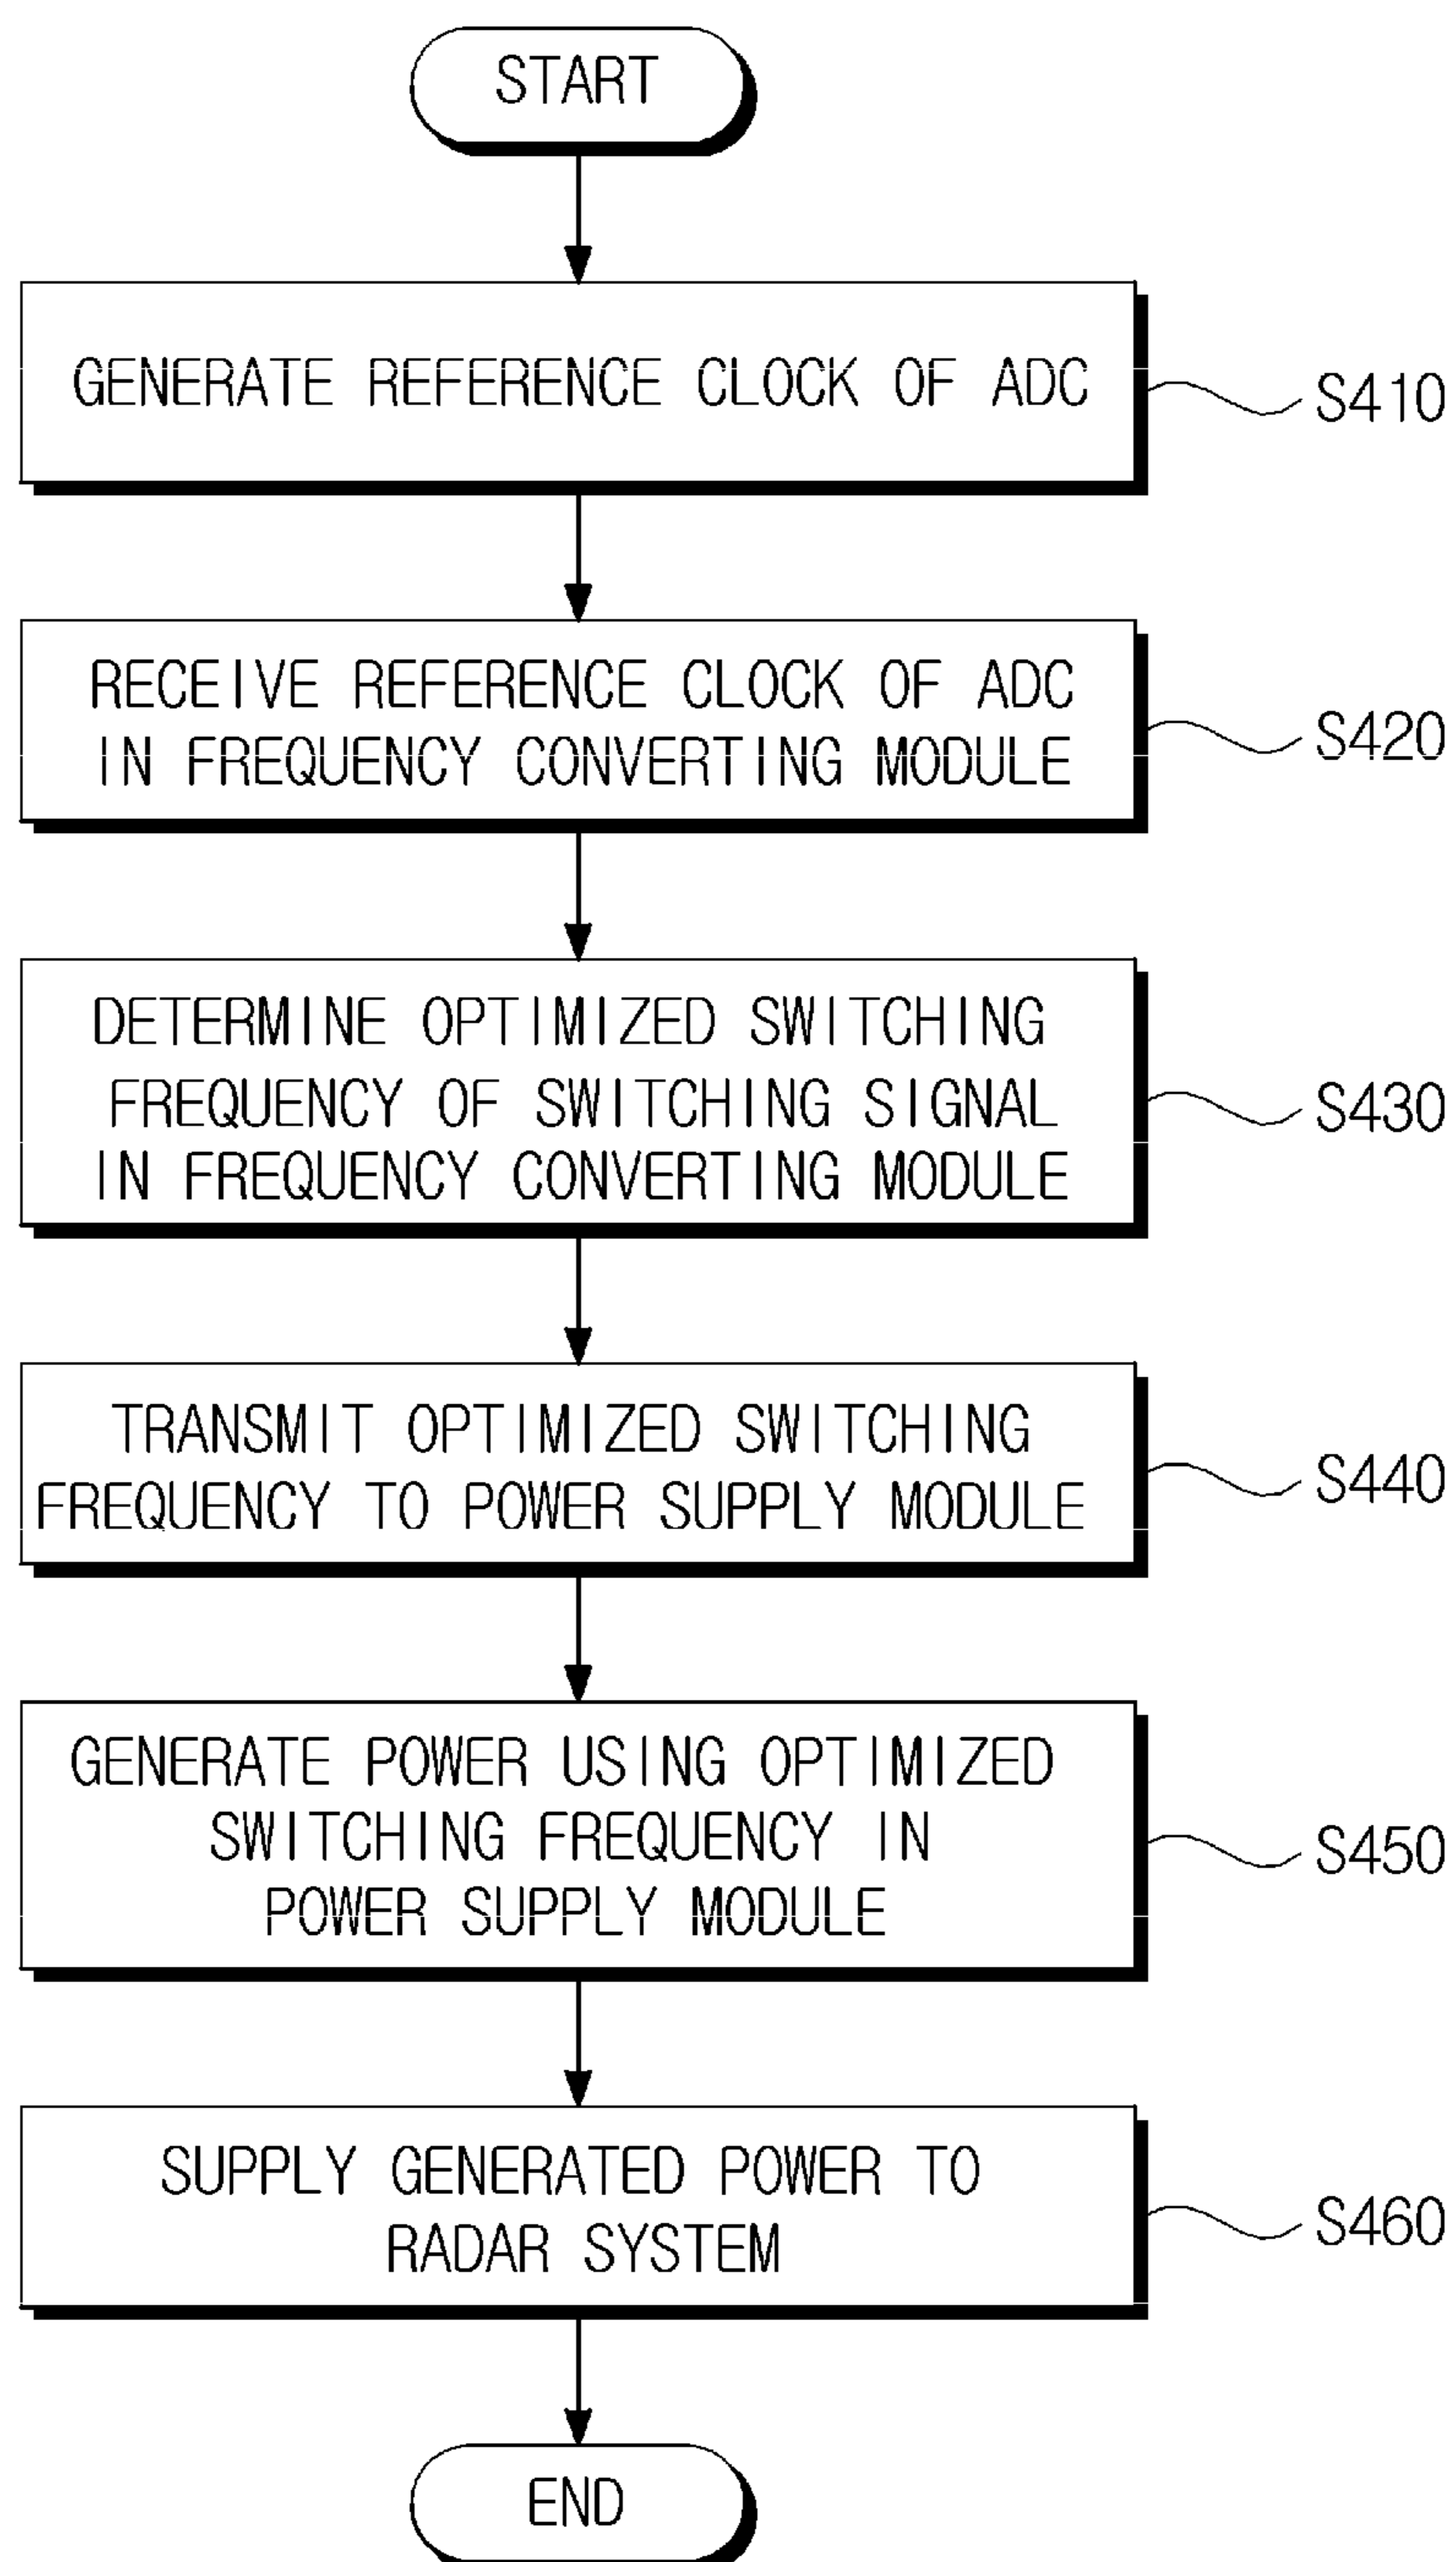 START
GENERATE REFERENCE CLOCK OF ADC
S410
RECEIVE REFERENCE CLOCK OF ADC
IN FREQUENCY CONVERTING MODULE
S420
DETERMINE OPTIMIZED SWITCHING
FREQUENCY OF SWITCHING SIGNAL
IN FREQUENCY CONVERTING MODULE
S430
TRANSMIT OPTIMIZED SWITCHING
FREQUENCY TO POWER SUPPLY MODULE
S440
GENERATE POWER USING OPTIMIZED
SWITCHING FREQUENCY IN
POWER SUPPLY MODULE
S450
SUPPLY GENERATED POWER TO
RADAR SYSTEM
S460
END